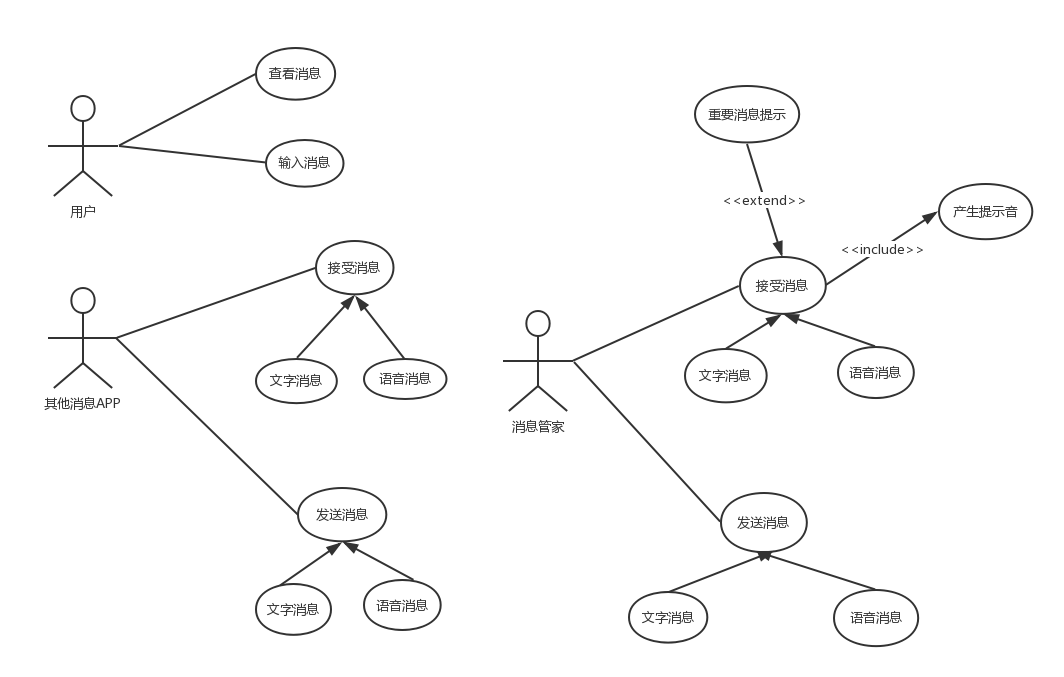 查看消息
输入消息
用户
接受消息
文字消息
语音消息
其他消息APP
发送消息
文字消息
语音消息
重要消息提示
<<extend>>
产生提示音
<<include>>
接受消息
文字消息
语音消息
消息管家
发送消息
文字消息
语音消息